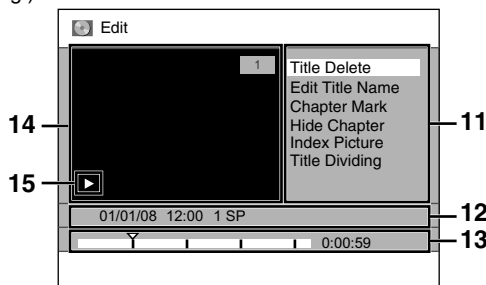 g , 
Edit
1
Title Delete
Edit Title Name
Chapter Mark
Hide Chapter
Index Picture
Title Dividing
14
11
15
01/01/08 12:00 1 SP
12
0:00:59
13